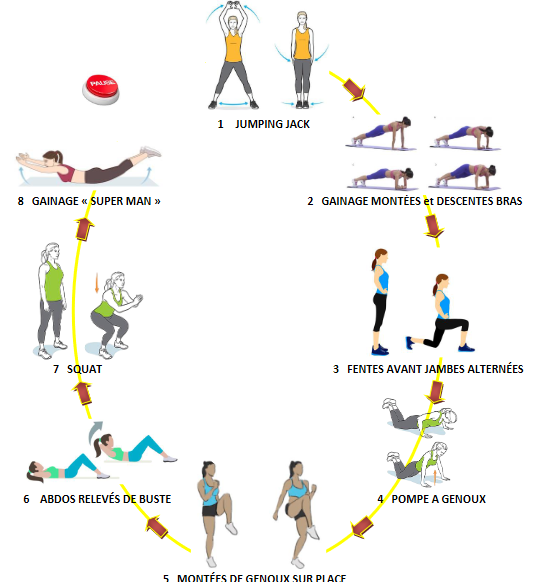 PAUSE
1 JUMPING JACK
2 GAINAGE MONTÉES et DESCENTES BRAS
3 FENTES AVANT JAMBES ALTERNÉES
4 POMPE A GENOUX
5 MONTÉES DE GENOUX SUR PLACE
6 ABDOS RELEVÉS DE BUSTE
7 SQUAT
8 GAINAGE « SUPER MAN »